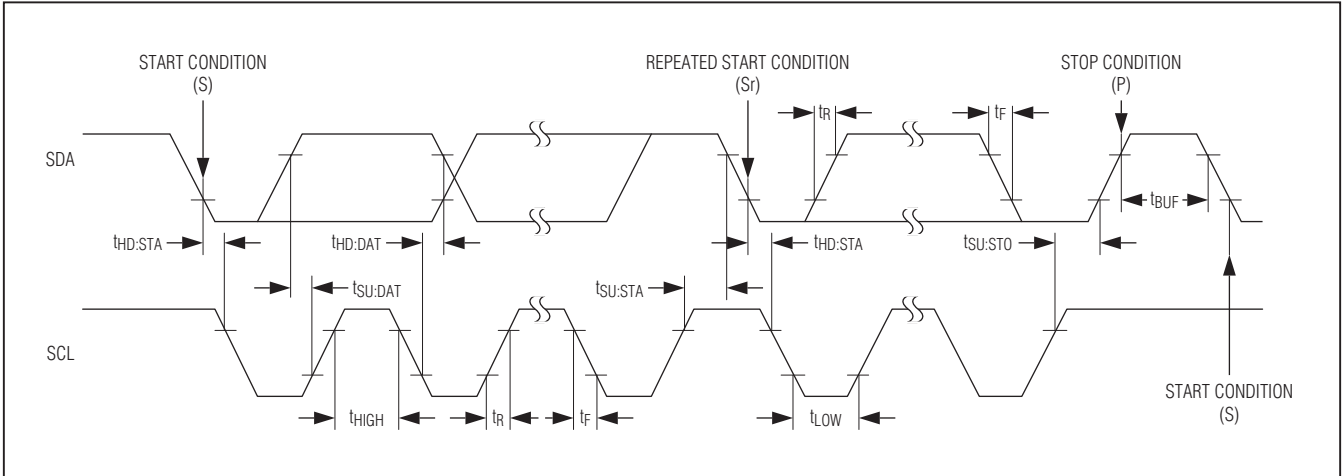 START CONDITION
(S)
REPEATED START CONDITION
(Sr)
STOP CONDITION
(P)
tR
tF
SDA
tBUF
tHD:STA
tHD:DAT
tHD:STA
tSU:STO
tSU:DAT
tSU:STA
SCL
START CONDITION
(S)
tHIGH
tR
tF
tLOW